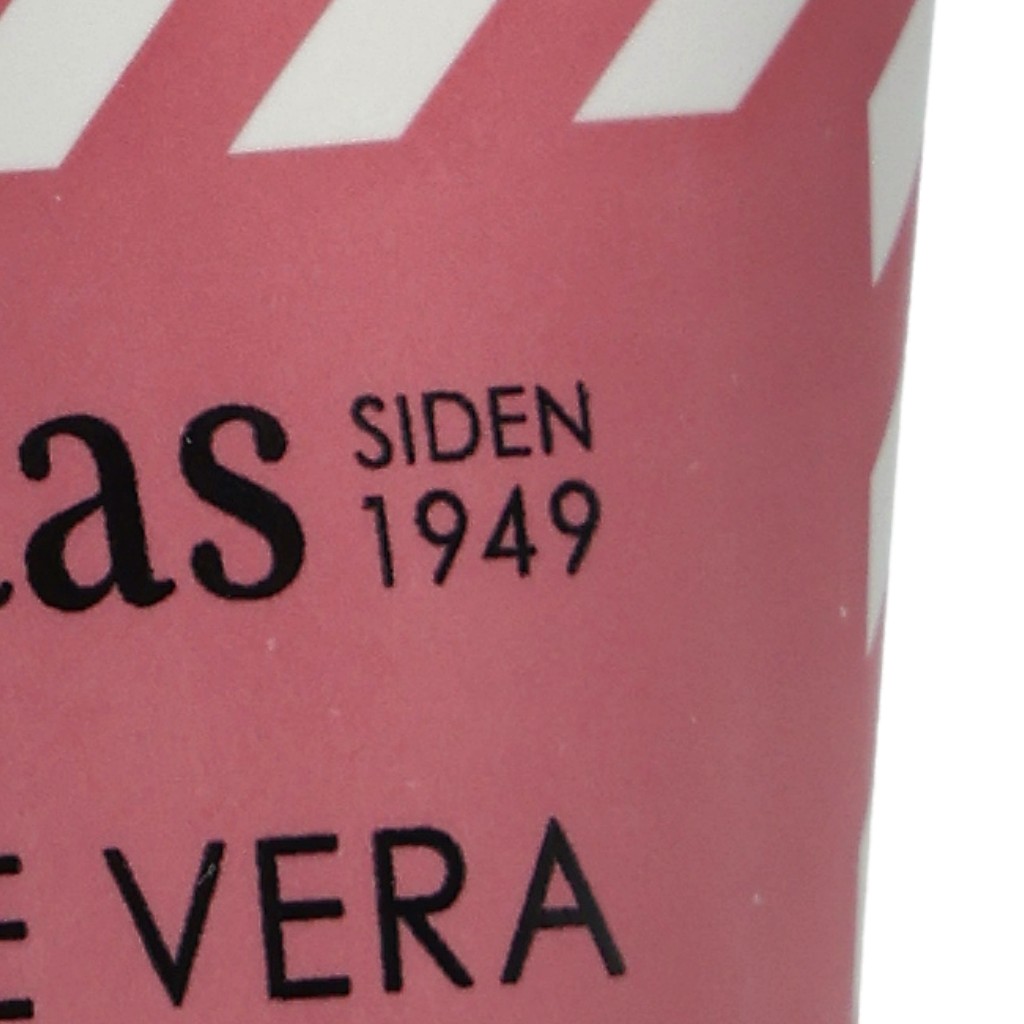 as SIDEN
1949
E VERA